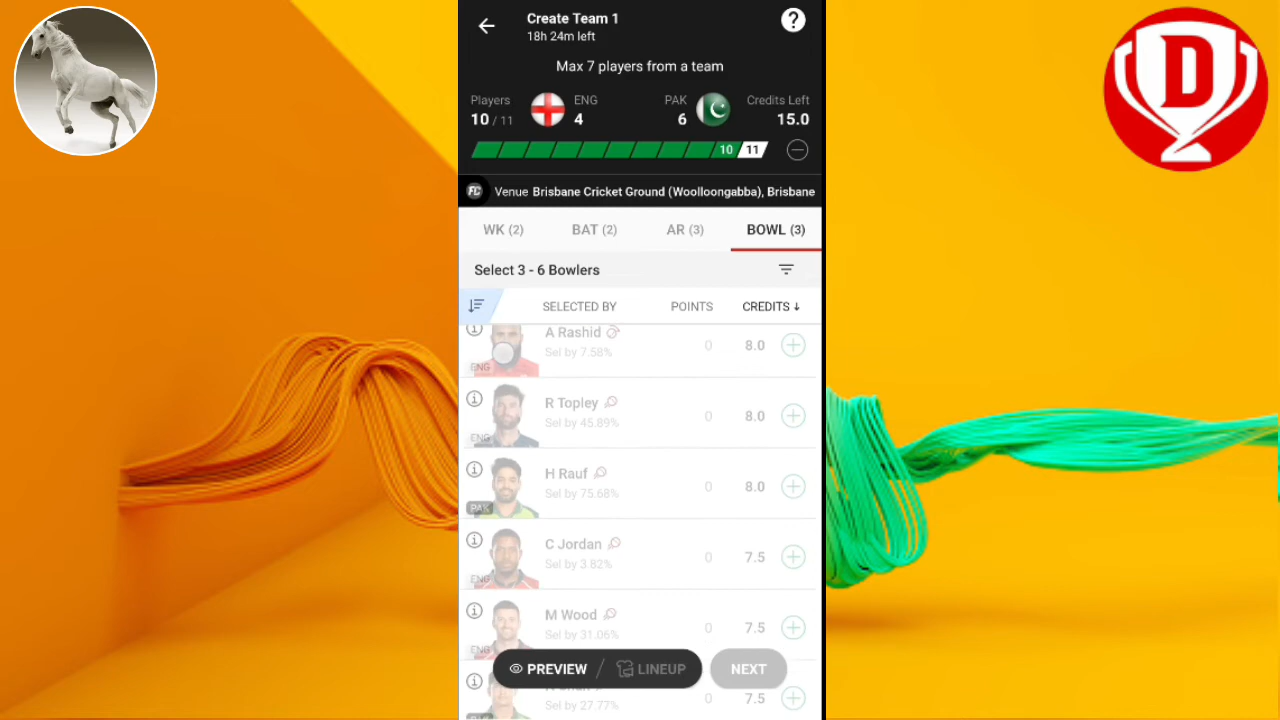 Create Team 1
18h 24m left
?
Max 7 players from a team
Players
10 / 11
ENG
4
PAK
6
Credits Left
15.0
10 11
FC Venue Brisbane Cricket Ground (Woolloongabba), Brisbane
WK (2) BAT (2) AR (3) BOWL (3)
Select 3 - 6 Bowlers
SELECTED BY POINTS CREDITS ↓
A Rashid
Sel by 7.58% 0 8.0
ENG
R Topley
Sel by 45.89% 0 8.0
ENG
H Rauf
Sel by 75.68% 0 8.0
PAK
C Jordan
Sel by 3.82% 0 7.5
ENG
M Wood
Sel by 31.06% 0 7.5
ENG
PREVIEW / LINEUP NEXT
Sel by 27.77% 0 7.5
D